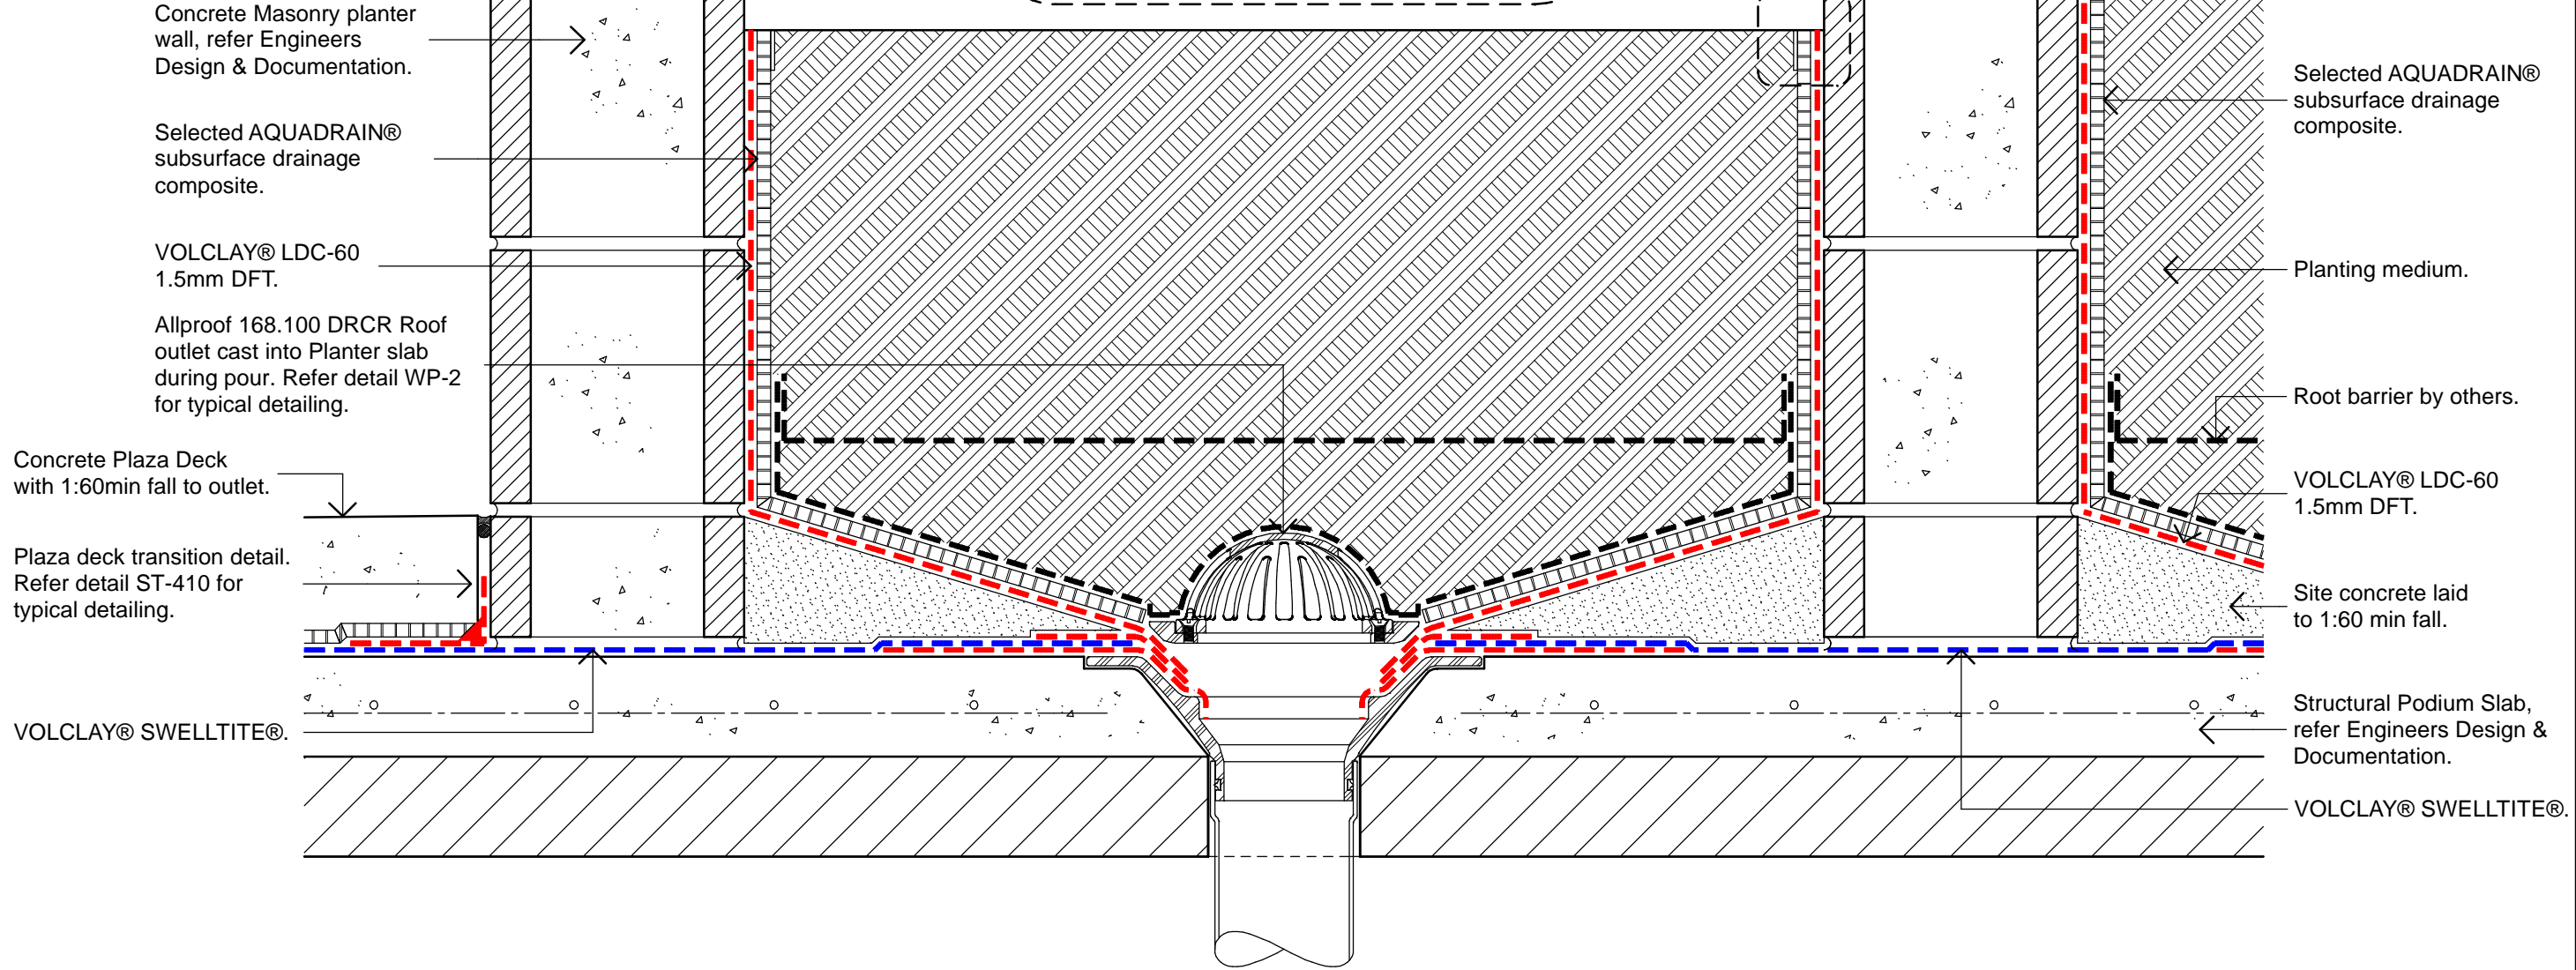 Concrete Masonry planter
wall, refer Engineers
Design & Documentation.
Selected AQUADRAIN®
subsurface drainage
composite.
VOLCLAY® LDC-60
1.5mm DFT.
Allproof 168.100 DRCR Roof
outlet cast into Planter slab
during pour. Refer detail WP-2
for typical detailing.
Concrete Plaza Deck
with 1:60min fall to outlet.
Plaza deck transition detail.
Refer detail ST-410 for
typical detailing.
VOLCLAY® SWELLTITE®.
Selected AQUADRAIN®
subsurface drainage
composite.
Planting medium.
Root barrier by others.
VOLCLAY® LDC-60
1.5mm DFT.
Site concrete laid
to 1:60 min fall.
Structural Podium Slab,
refer Engineers Design &
Documentation.
VOLCLAY® SWELLTITE®.